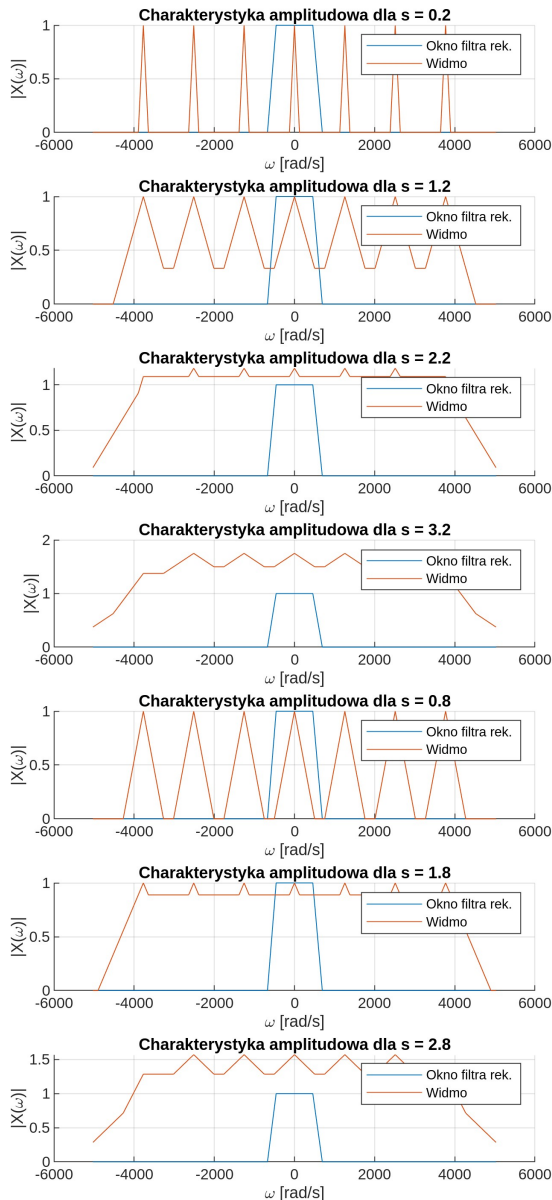 Charakterystyka amplitudowa dla s = 0.2
1
0.5
0
|X(ω)|
Okno filtra rek.
Widmo
-6000 -4000 -2000 0 2000 4000 6000
ω [rad/s]
Charakterystyka amplitudowa dla s = 1.2
1
0.5
0
|X(ω)|
Okno filtra rek.
Widmo
-6000 -4000 -2000 0 2000 4000 6000
ω [rad/s]
Charakterystyka amplitudowa dla s = 2.2
1
0.5
0
|X(ω)|
Okno filtra rek.
Widmo
-6000 -4000 -2000 0 2000 4000 6000
ω [rad/s]
Charakterystyka amplitudowa dla s = 3.2
2
1
0
|X(ω)|
Okno filtra rek.
Widmo
-6000 -4000 -2000 0 2000 4000 6000
ω [rad/s]
Charakterystyka amplitudowa dla s = 0.8
1
0.5
0
|X(ω)|
Okno filtra rek.
Widmo
-6000 -4000 -2000 0 2000 4000 6000
ω [rad/s]
Charakterystyka amplitudowa dla s = 1.8
1
0.5
0
|X(ω)|
Okno filtra rek.
Widmo
-6000 -4000 -2000 0 2000 4000 6000
ω [rad/s]
Charakterystyka amplitudowa dla s = 2.8
1.5
1
0.5
0
|X(ω)|
Okno filtra rek.
Widmo
-6000 -4000 -2000 0 2000 4000 6000
ω [rad/s]